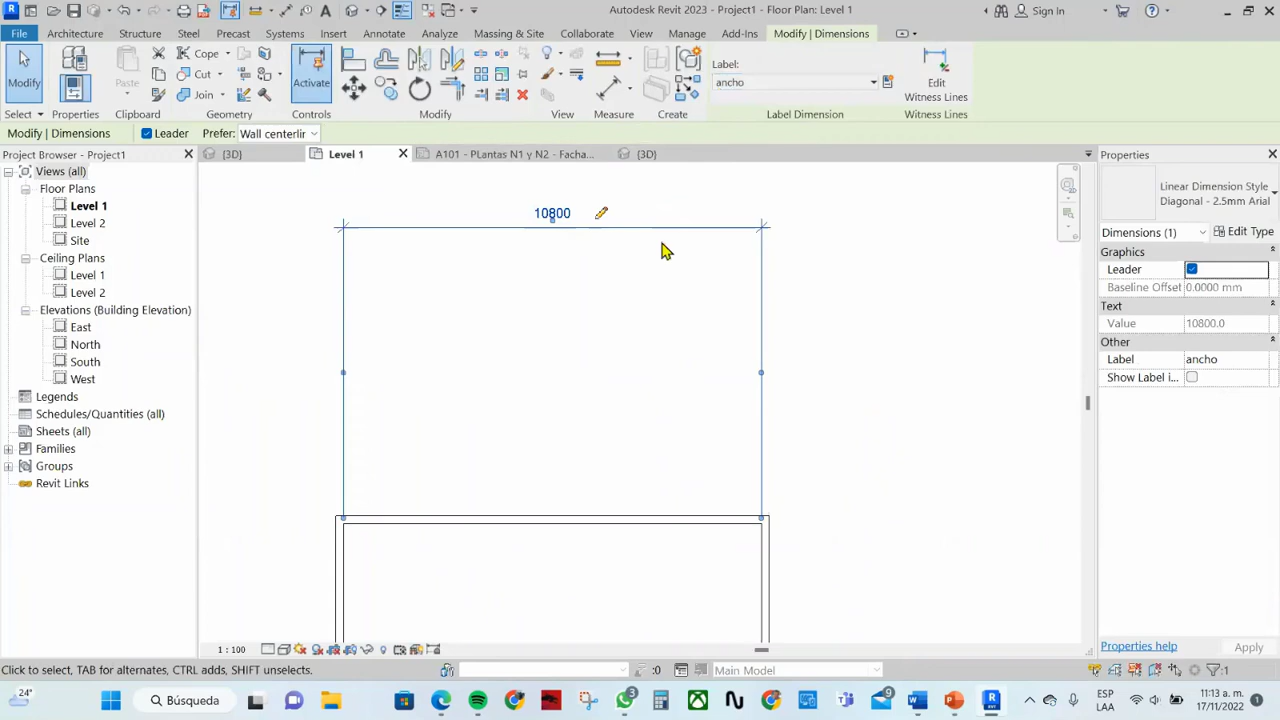 Autodesk Revit 2023 - Project1 - Floor Plan: Level 1
Sign In
File Architecture Structure Steel Precast Systems Insert Annotate Analyze Massing & Site Collaborate View Manage Add-Ins Modify | Dimensions
Modify
Paste
Cope
Cut
Join
Activate
Label:
ancho
Edit
Witness Lines
Select Properties Clipboard Geometry Controls Modify View Measure Create Label Dimension Witness Lines
Modify | Dimensions Leader Prefer: Wall centerlin
Project Browser - Project1
{3D}
Level 1
A101 - PLantas N1 y N2 - Facha...
{3D}
Properties
Views (all)
Floor Plans
Level 1
Level 2
Site
Ceiling Plans
Level 1
Level 2
Elevations (Building Elevation)
East
North
South
West
Legends
Schedules/Quantities (all)
Sheets (all)
Families
Groups
Revit Links
10800
Linear Dimension Style
Diagonal - 2.5mm Arial
Dimensions (1) Edit Type
Graphics
Leader
Baseline Offset 0.0000 mm
Text
Value 10800.0
Other
Label ancho
Show Label i...
Properties help Apply
1 : 100
Click to select, TAB for alternates, CTRL adds, SHIFT unselects.
:0
Main Model
:1
24°
Búsqueda
3
9
ESP
LAA
11:13 a. m.
17/11/2022
1